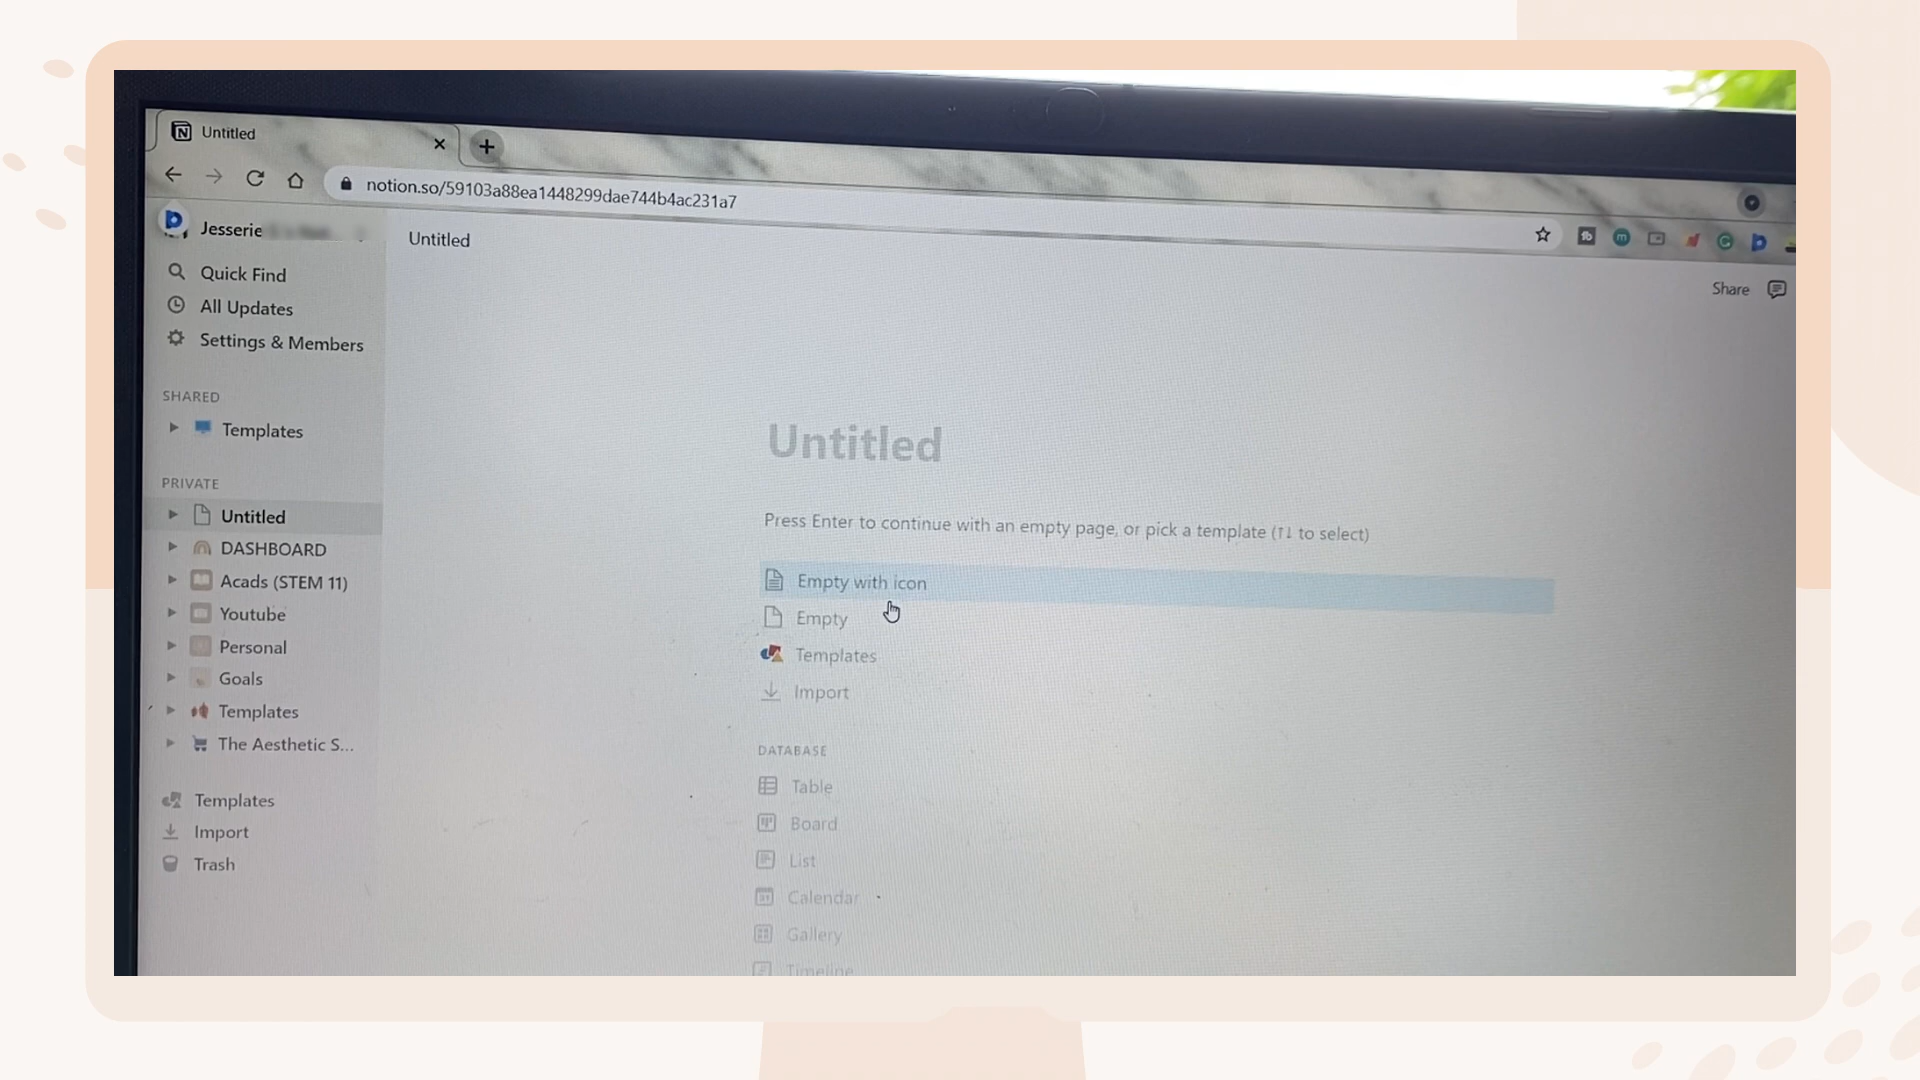 Untitled
notion.so/59103a88ea1448299dae744b4ac231a7
Jesserie
Untitled
Quick Find
All Updates
Settings & Members
Share
SHARED
Templates
PRIVATE
Untitled
DASHBOARD
Acads (STEM 11)
Youtube
Personal
Goals
Templates
The Aesthetic S...
Templates
Import
Trash
Untitled
Press Enter to continue with an empty page, or pick a template (↑↓ to select)
Empty with icon
Empty
Templates
Import
DATABASE
Table
Board
List
Calendar
Gallery
Timeline